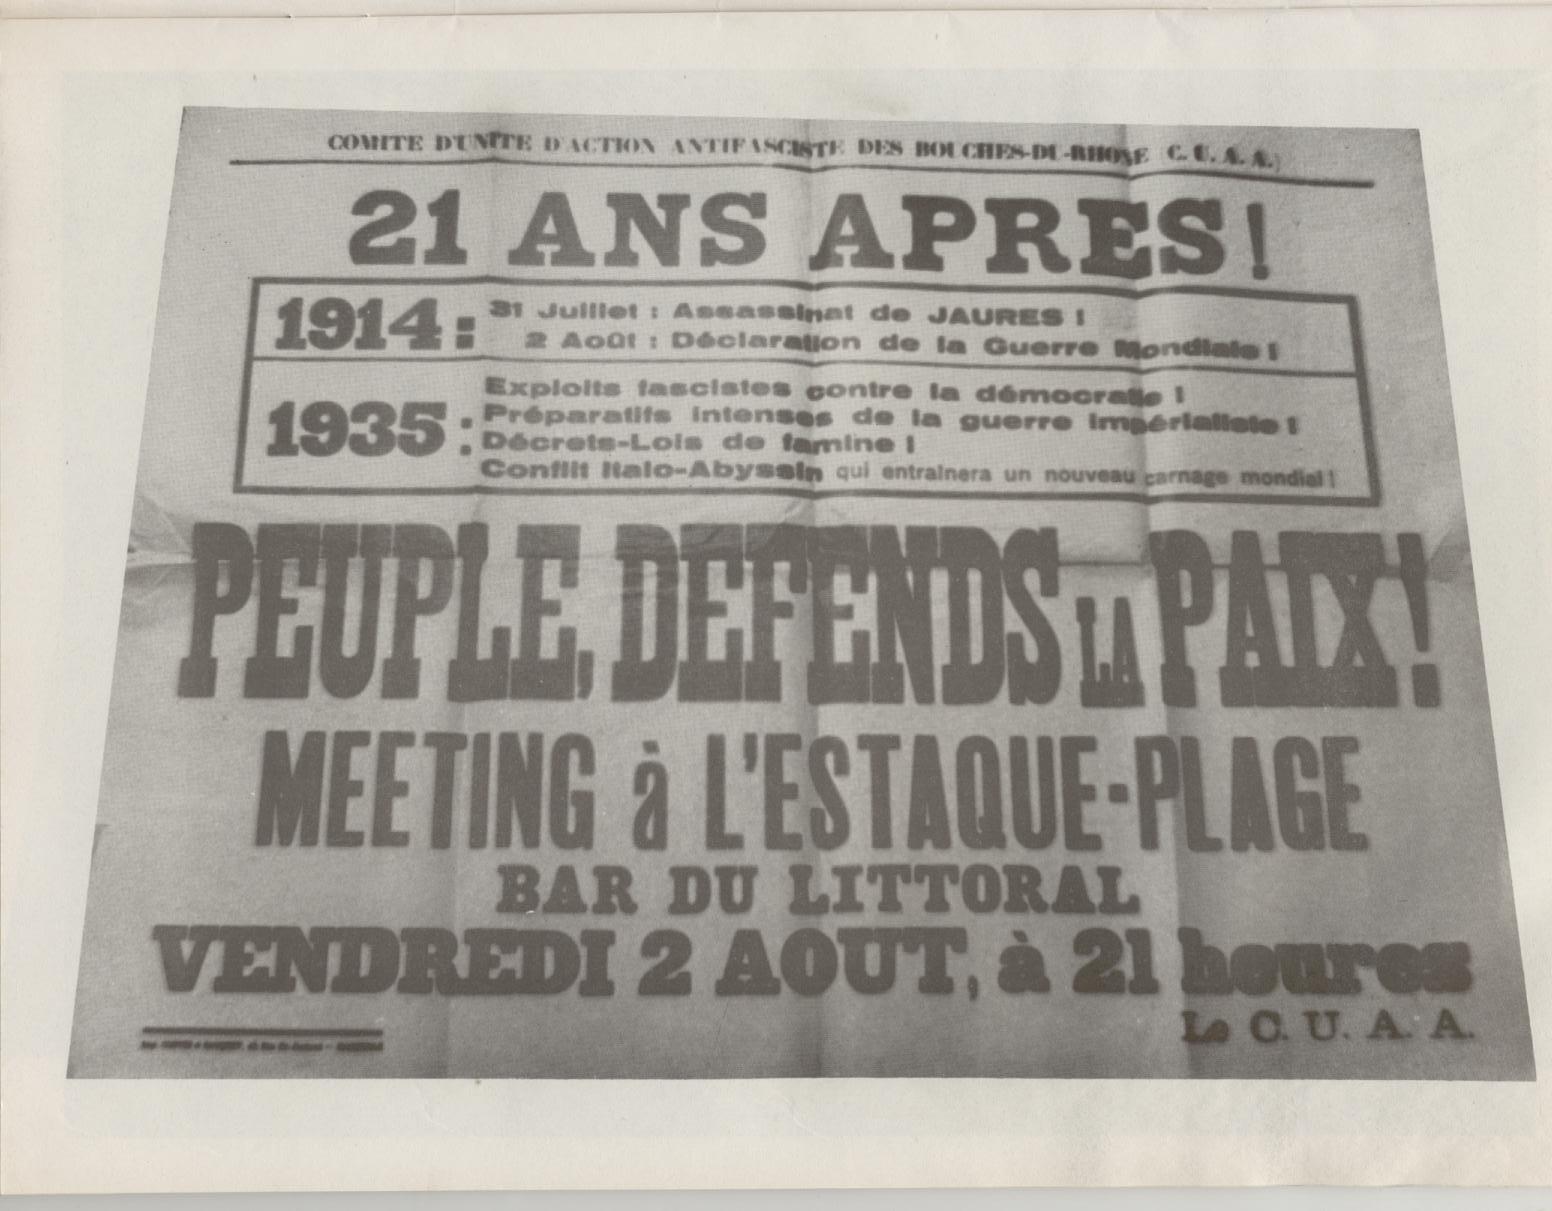 COMITE D'UNITE D'ACTION ANTIFASCISTE DES BOUCHES-DU-RHONE (C. U. A. A.)
21 ANS APRES !
1914 : 31 Juillet : Assassinat de JAURES !
2 Août : Déclaration de la Guerre Mondiale !
1935 : Exploits fascistes contre la démocratie !
Préparatifs intenses de la guerre impérialiste !
Décrets-Lois de famine !
Conflit Italo-Abyssin qui entrainera un nouveau carnage mondial !
PEUPLE, DEFENDS LA PAIX !
MEETING à L'ESTAQUE-PLAGE
BAR DU LITTORAL
VENDREDI 2 AOUT, à 21 heures
Le C. U. A. A.